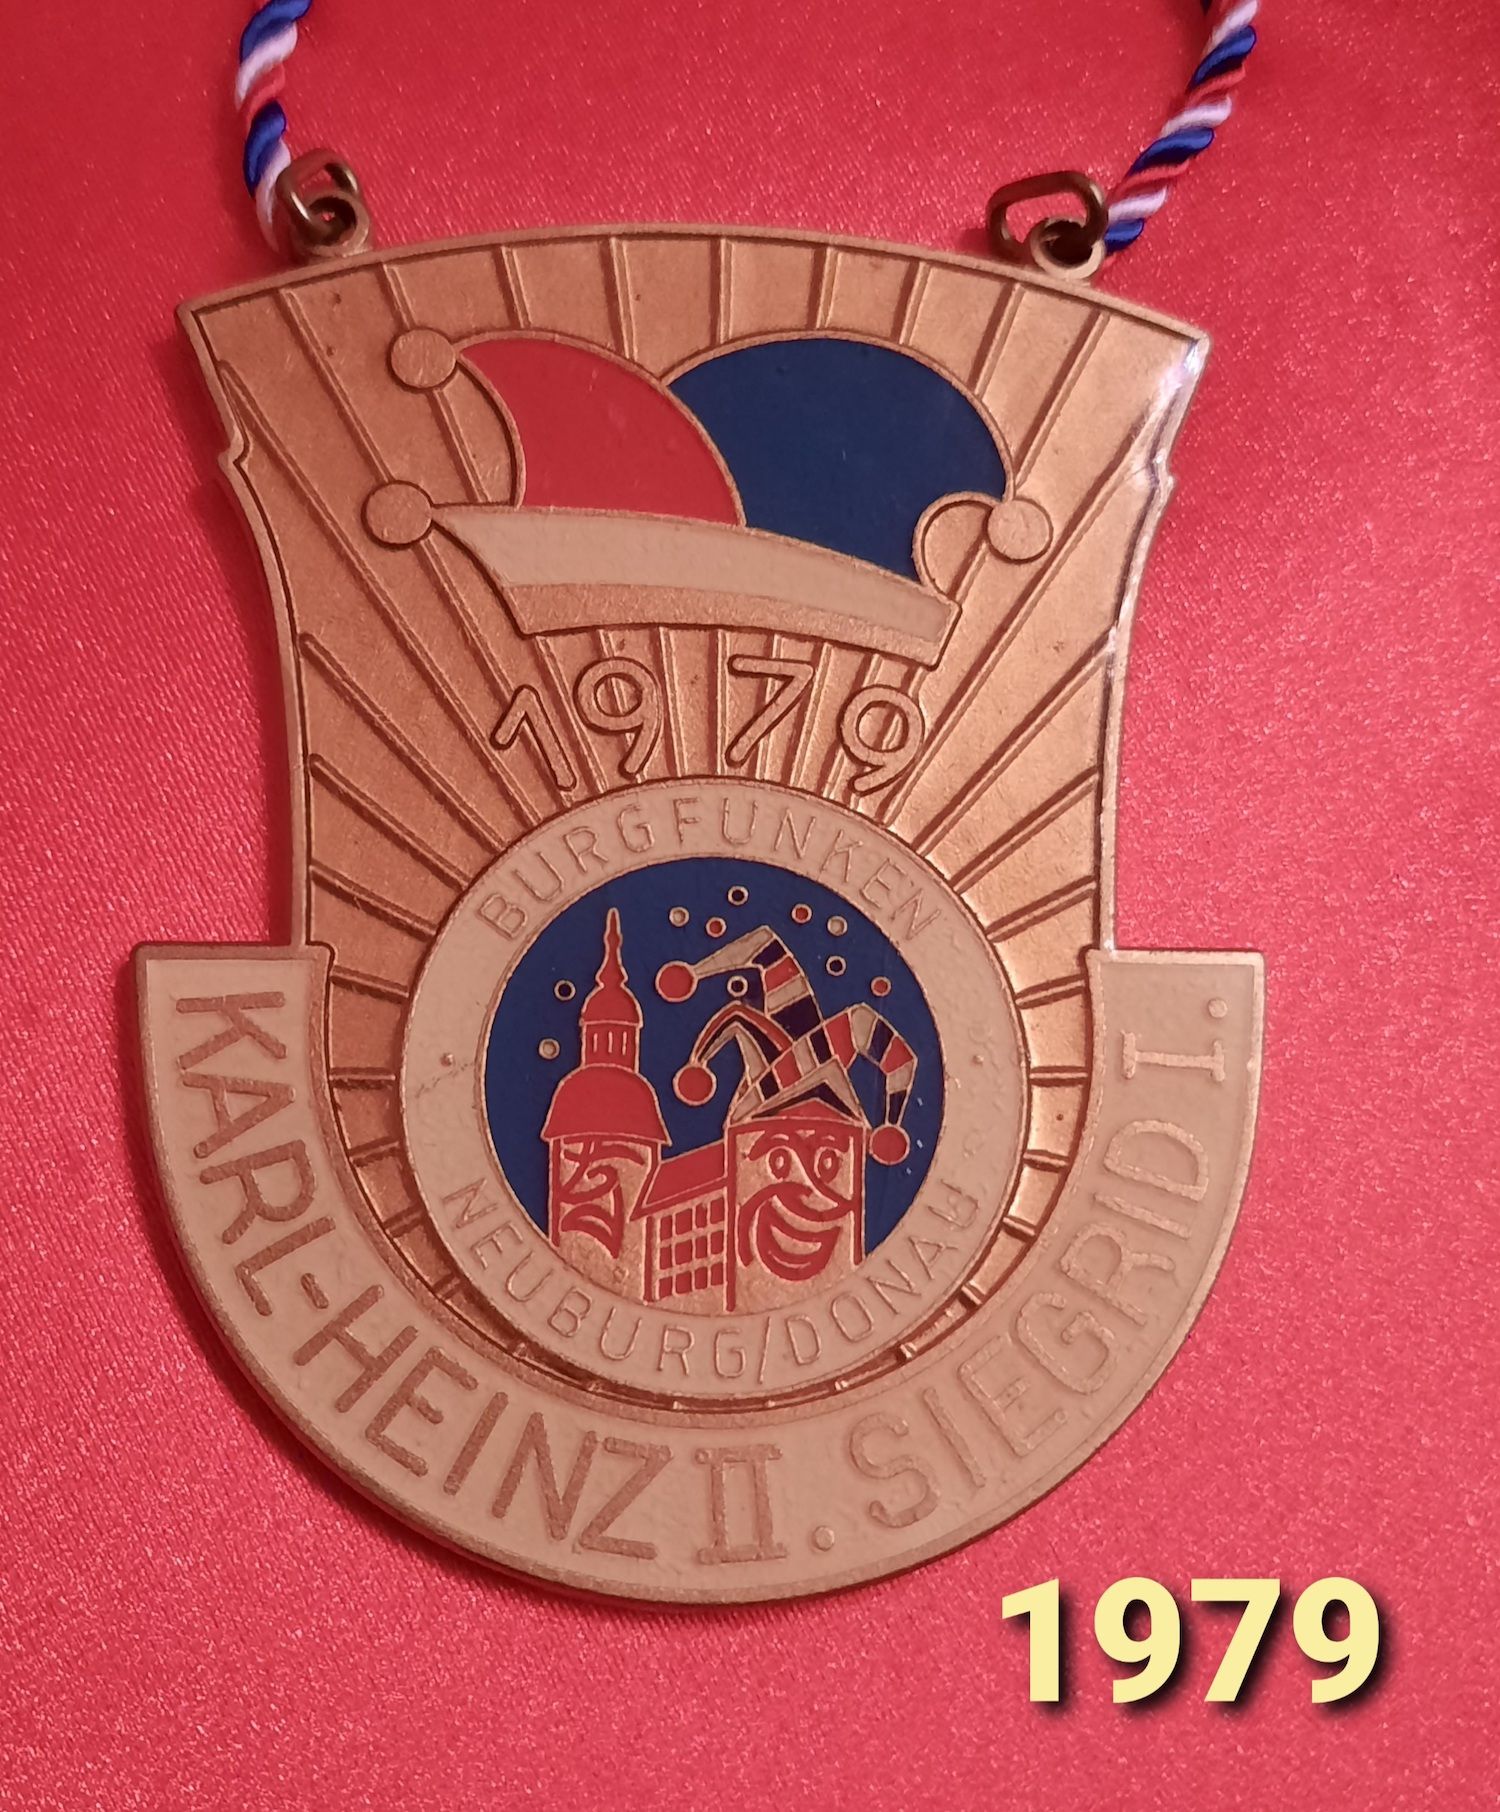 1979
BURGFUNKEN
NEUBURG/DONAU
KARL-HEINZ II. SIEGRID I.
1979